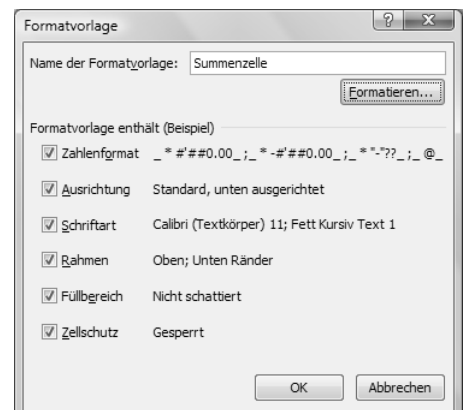 Formatvorlage
Name der Formatvorlage: Summenzelle
Formatieren...
Formatvorlage enthält (Beispiel)
Zahlenformat _ * #'##0.00_ ;_ * -#'##0.00_ ;_ * "-"??_ ;_ @_
Ausrichtung Standard, unten ausgerichtet
Schriftart Calibri (Textkörper) 11; Fett Kursiv Text 1
Rahmen Oben; Unten Ränder
Füllbereich Nicht schattiert
Zellschutz Gesperrt
OK Abbrechen